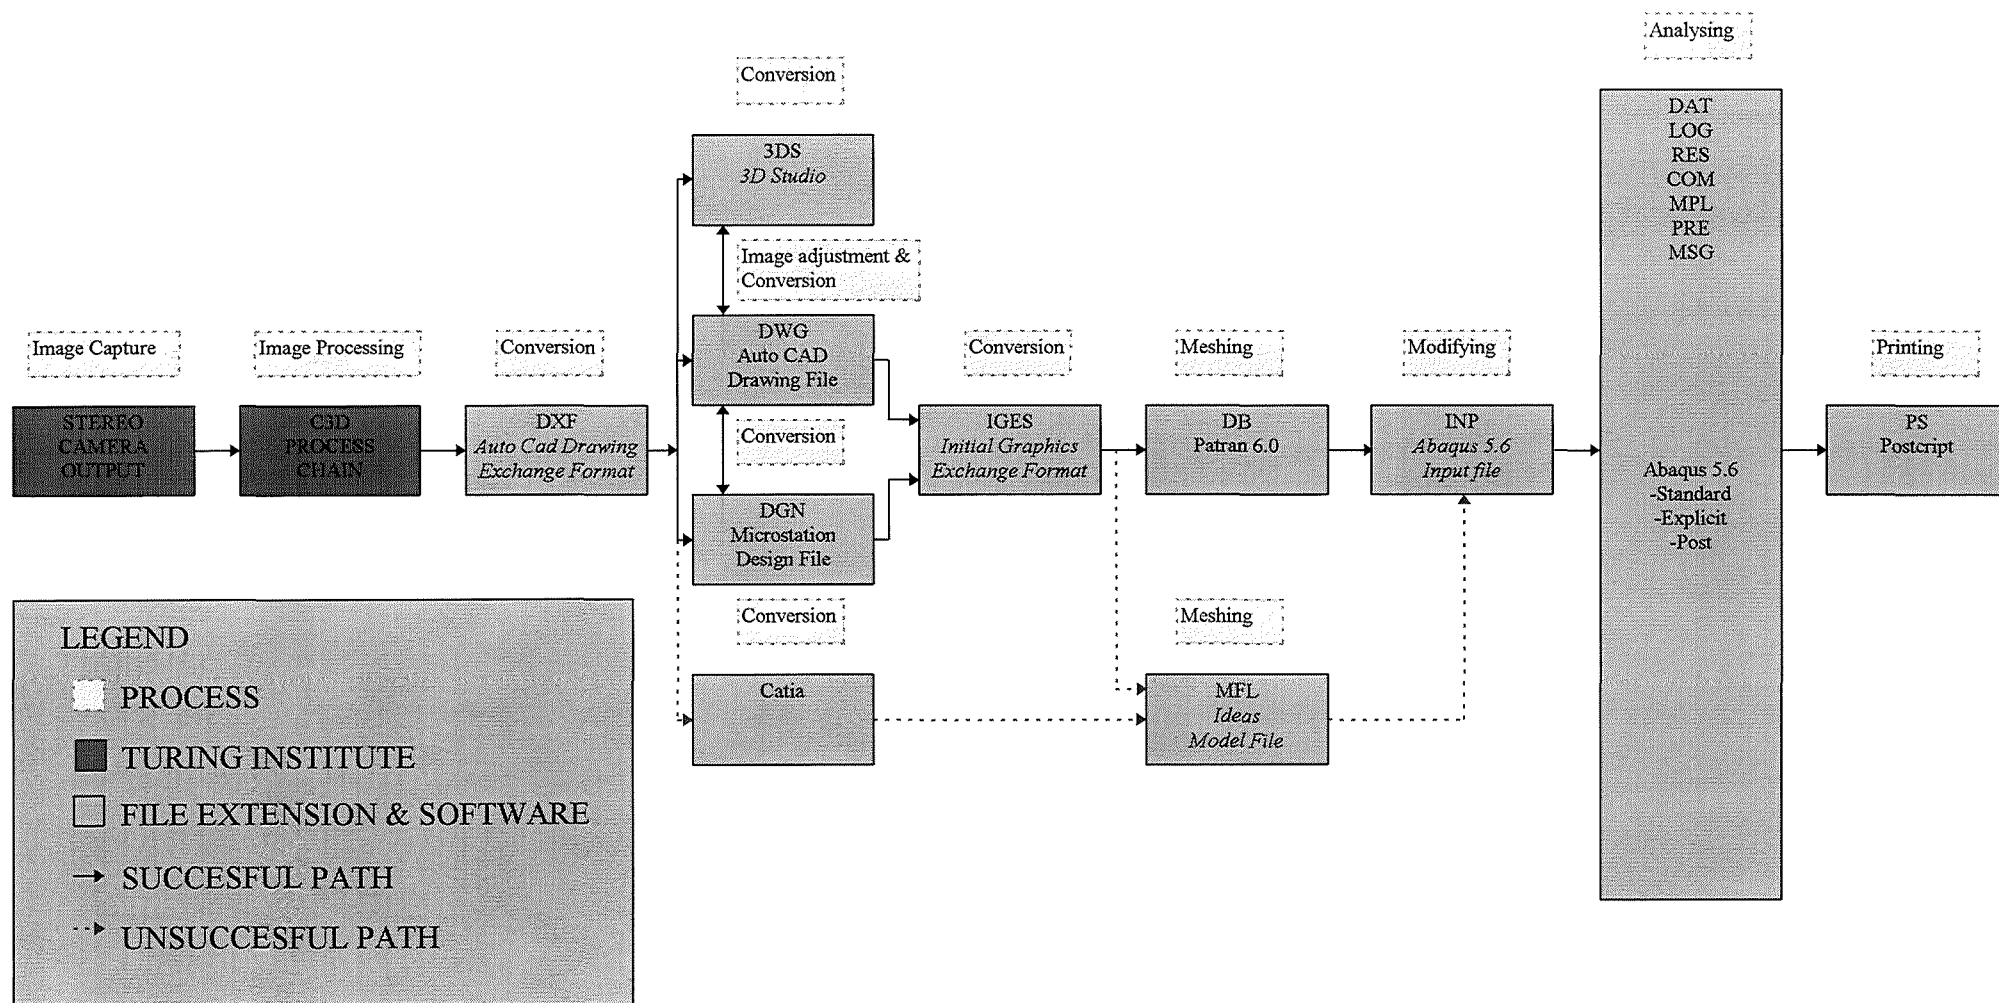 Analysing
DAT
LOG
RES
COM
MPL
PRE
MSG
Abaqus 5.6
-Standard
-Explicit
-Post
Conversion
3DS
3D Studio
Image adjustment &
Conversion
DWG
Auto CAD
Drawing File
Conversion
DGN
Microstation
Design File
Conversion
Catia
Image Capture
STEREO
CAMERA
OUTPUT
Image Processing
C3D
PROCESS
CHAIN
Conversion
DXF
Auto Cad Drawing
Exchange Format
Conversion
IGES
Initial Graphics
Exchange Format
Meshing
DB
Patran 6.0
Modifying
INP
Abaqus 5.6
Input file
Printing
PS
Postcript
Meshing
MFL
Ideas
Model File
LEGEND
PROCESS
TURING INSTITUTE
FILE EXTENSION & SOFTWARE
SUCCESFUL PATH
UNSUCCESFUL PATH